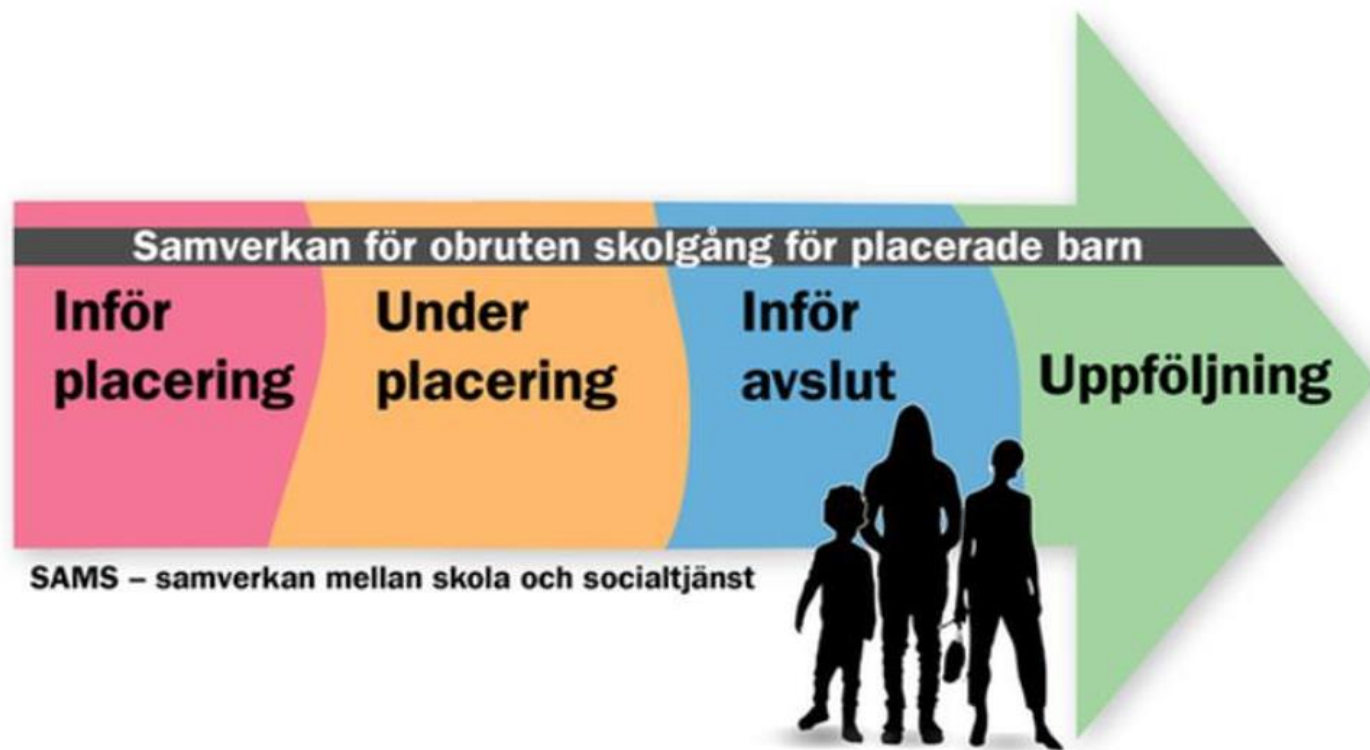 Samverkan för obruten skolgång för placerade barn
Inför
placering
Under
placering
Inför
avslut
Uppföljning
SAMS – samverkan mellan skola och socialtjänst